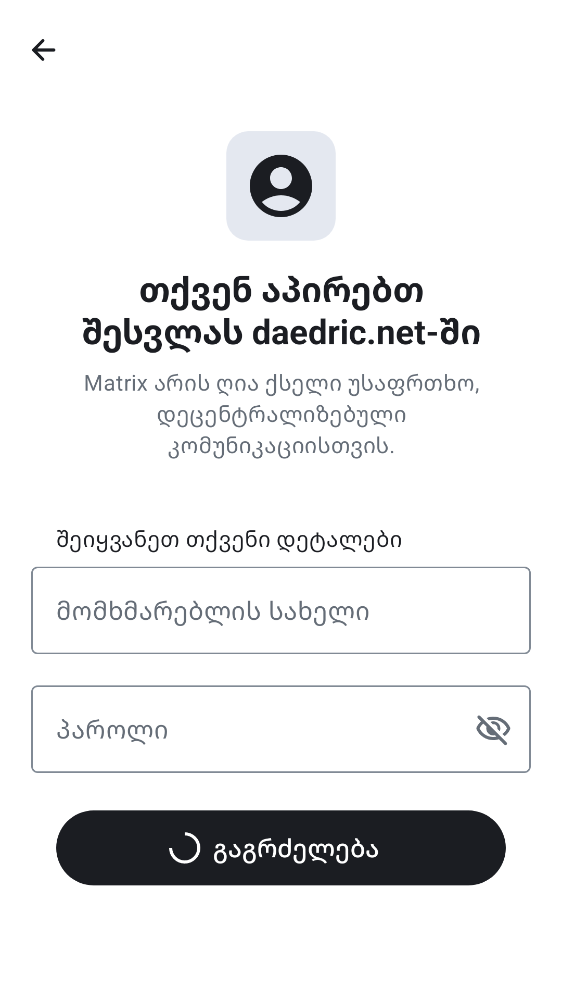 თქვენ აპირებთ
შესვლას daedric.net-ში
Matrix არის ღია ქსელი უსაფრთხო,
დეცენტრალიზებული
კომუნიკაციისთვის.
შეიყვანეთ თქვენი დეტალები
მომხმარებლის სახელი
პაროლი
გაგრძელება